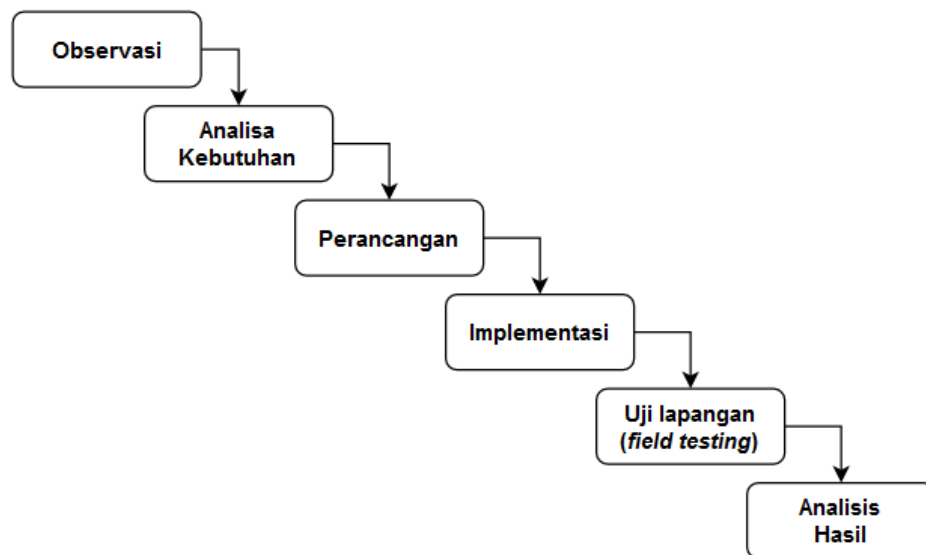 Observasi
Analisa
Kebutuhan
Perancangan
Implementasi
Uji lapangan
(field testing)
Analisis
Hasil